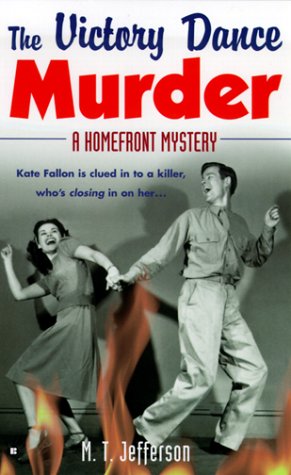 The Victory Dance
Murder
A HOMEFRONT MYSTERY
Kate Fallon is clued in to a killer,
who's closing in on her...
B
M. T. Jefferson